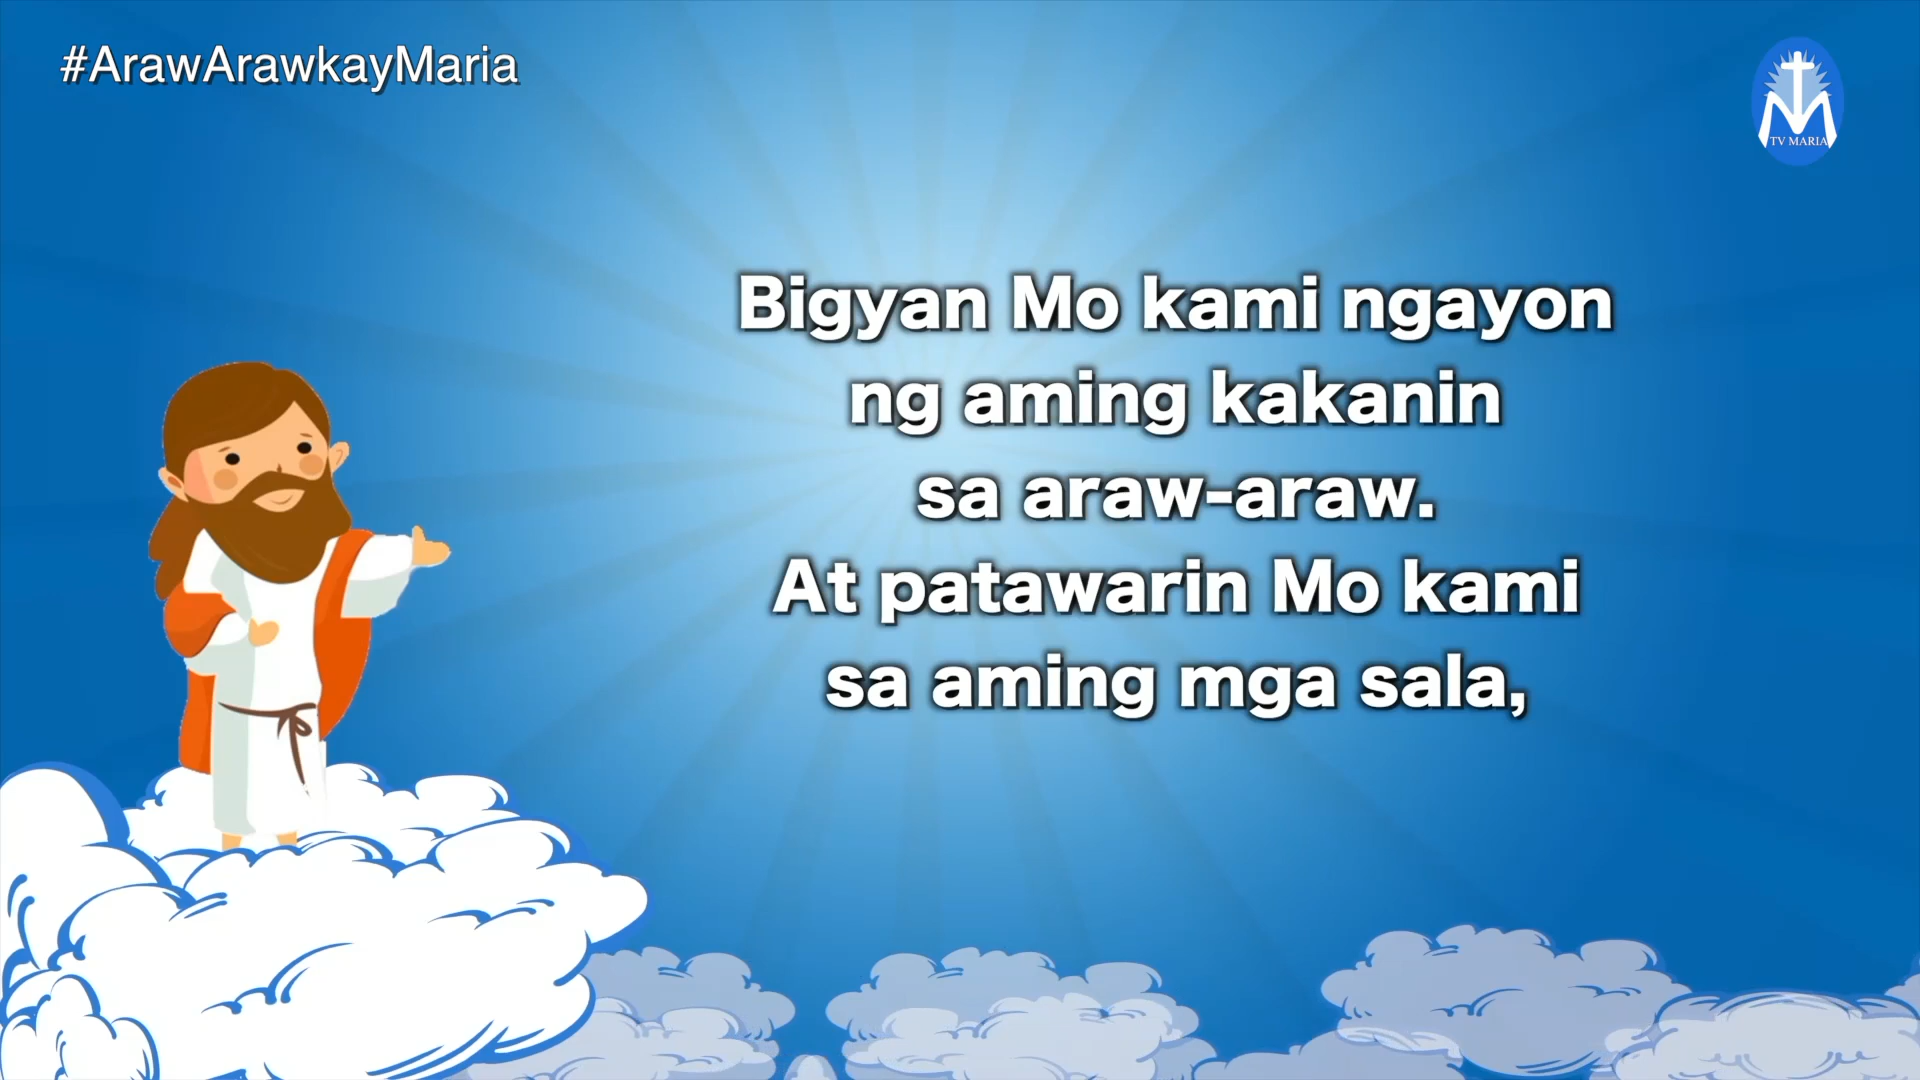 #ArawArawkayMaria
TV MARIA
Bigyan Mo kami ngayon
ng aming kakanin
sa araw-araw.
At patawarin Mo kami
sa aming mga sala,